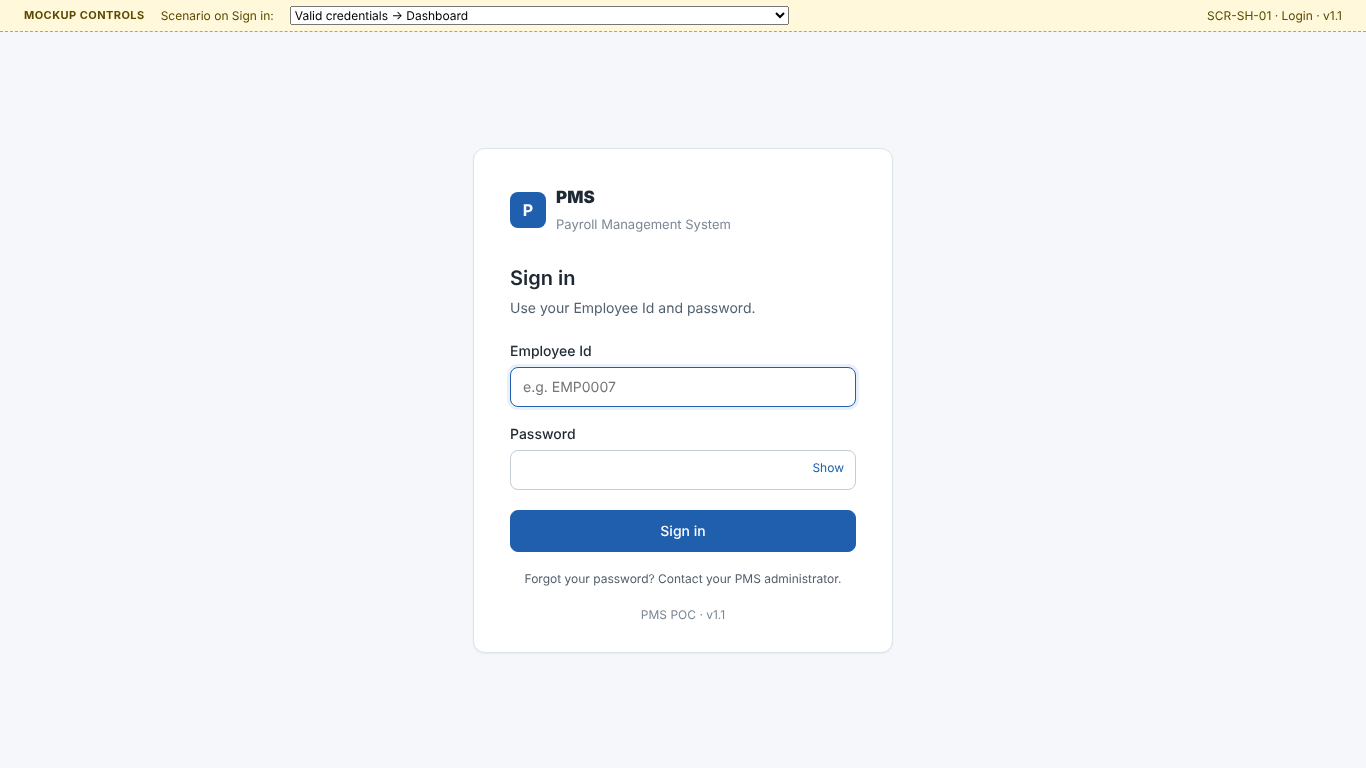 MOCKUP CONTROLS Scenario on Sign in: Valid credentials → Dashboard SCR-SH-01 · Login · v1.1
P
PMS
Payroll Management System
Sign in
Use your Employee Id and password.
Employee Id
e.g. EMP0007
Password
Show
Sign in
Forgot your password? Contact your PMS administrator.
PMS POC · v1.1